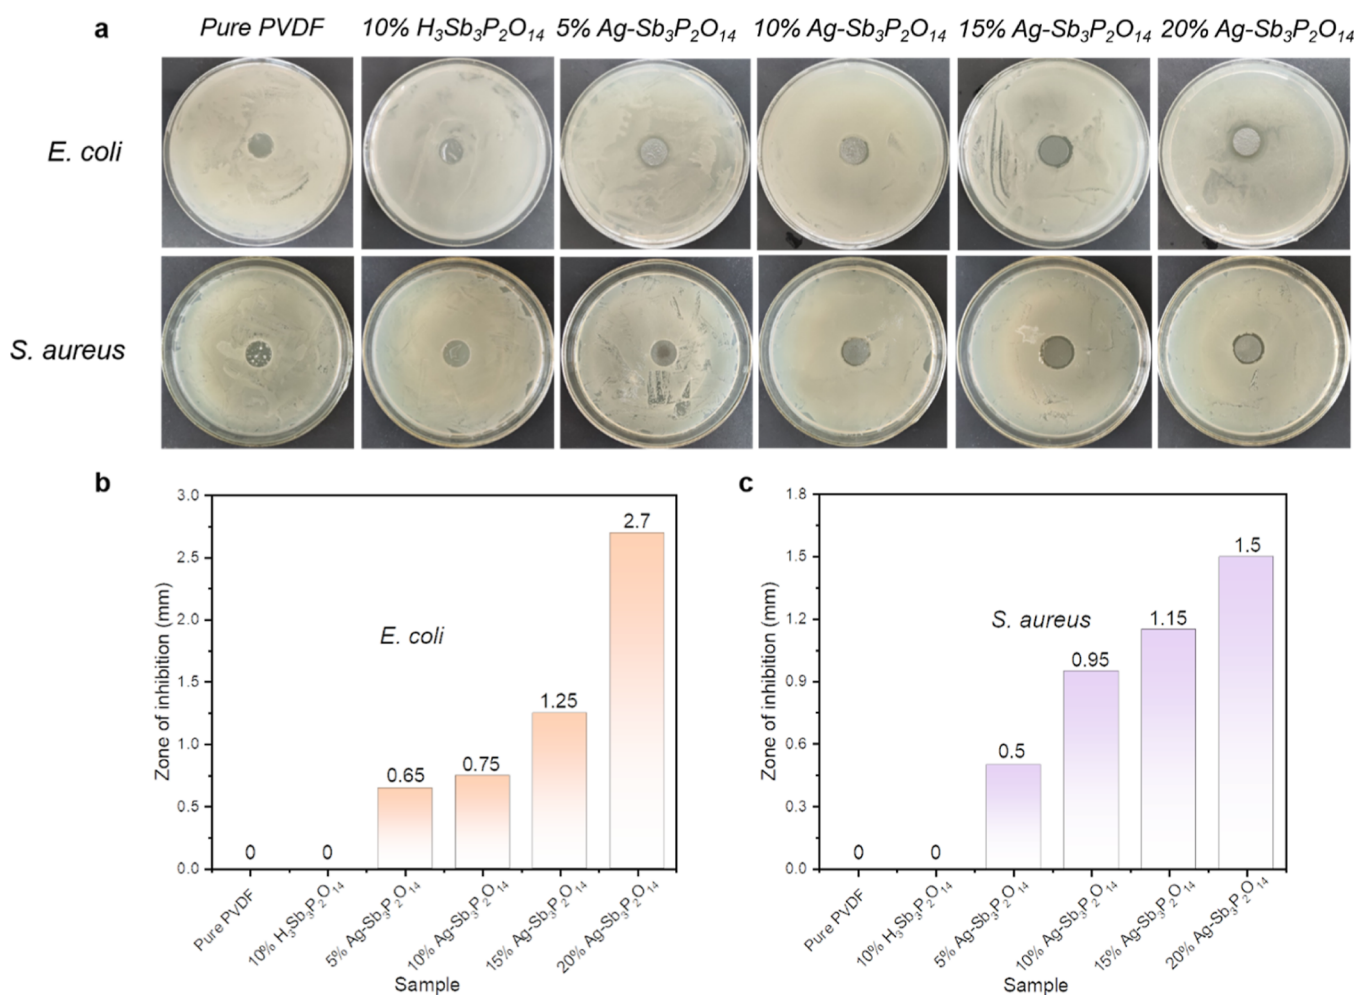 a
Pure PVDF 10% H₃Sb₃P₂O₁₄ 5% Ag-Sb₃P₂O₁₄ 10% Ag-Sb₃P₂O₁₄ 15% Ag-Sb₃P₂O₁₄ 20% Ag-Sb₃P₂O₁₄
E. coli
S. aureus
b
Zone of inhibition (mm)
3.0
2.5
2.0
1.5
1.0
0.5
0.0
E. coli
0
0
0.65
0.75
1.25
2.7
Pure PVDF
10% H₃Sb₃P₂O₁₄
5% Ag-Sb₃P₂O₁₄
10% Ag-Sb₃P₂O₁₄
15% Ag-Sb₃P₂O₁₄
20% Ag-Sb₃P₂O₁₄
Sample
c
Zone of inhibition (mm)
1.8
1.5
1.2
0.9
0.6
0.3
0.0
S. aureus
0
0
0.5
0.95
1.15
1.5
Pure PVDF
10% H₃Sb₃P₂O₁₄
5% Ag-Sb₃P₂O₁₄
10% Ag-Sb₃P₂O₁₄
15% Ag-Sb₃P₂O₁₄
20% Ag-Sb₃P₂O₁₄
Sample